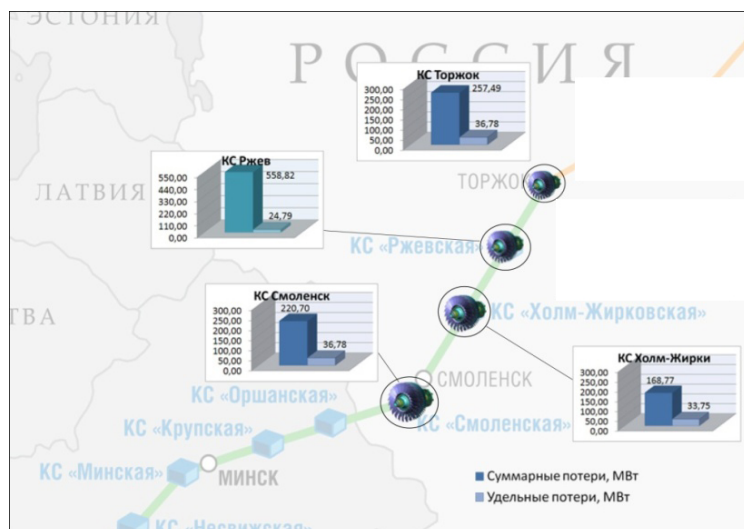 ЭСТОНИЯ
РОССИЯ
КС Торжок
300,00
250,00
200,00
150,00
100,00
50,00
0,00
257,49
36,78
КС Ржев
550,00
440,00
330,00
220,00
110,00
0,00
558,82
24,79
ТОРЖОК
ЛАТВИЯ
КС «Ржевская»
КС Смоленск
300,00
250,00
200,00
150,00
100,00
50,00
0,00
220,70
36,78
КС «Холм-Жирковская»
ТВА
КС Холм-Жирки
300,00
250,00
200,00
150,00
100,00
50,00
0,00
168,77
33,75
СМОЛЕНСК
КС «Оршанская»
КС «Смоленская»
КС «Крупская»
КС «Минская»
МИНСК
Суммарные потери, МВт
Удельные потери, МВт
КС «Несвижская»